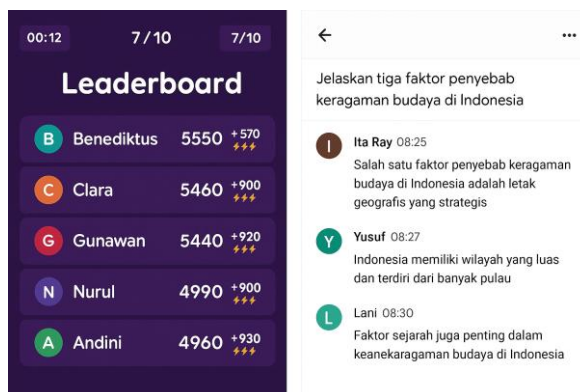 00:12 7/10 7/10
Leaderboard
B Benediktus 5550 +570
C Clara 5460 +900
G Gunawan 5440 +920
N Nurul 4990 +900
A Andini 4960 +930
Jelaskan tiga faktor penyebab
keragaman budaya di Indonesia
I Ita Ray 08:25
Salah satu faktor penyebab keragaman
budaya di Indonesia adalah letak
geografis yang strategis
Y Yusuf 08:27
Indonesia memiliki wilayah yang luas
dan terdiri dari banyak pulau
L Lani 08:30
Faktor sejarah juga penting dalam
keanekaragaman budaya di Indonesia